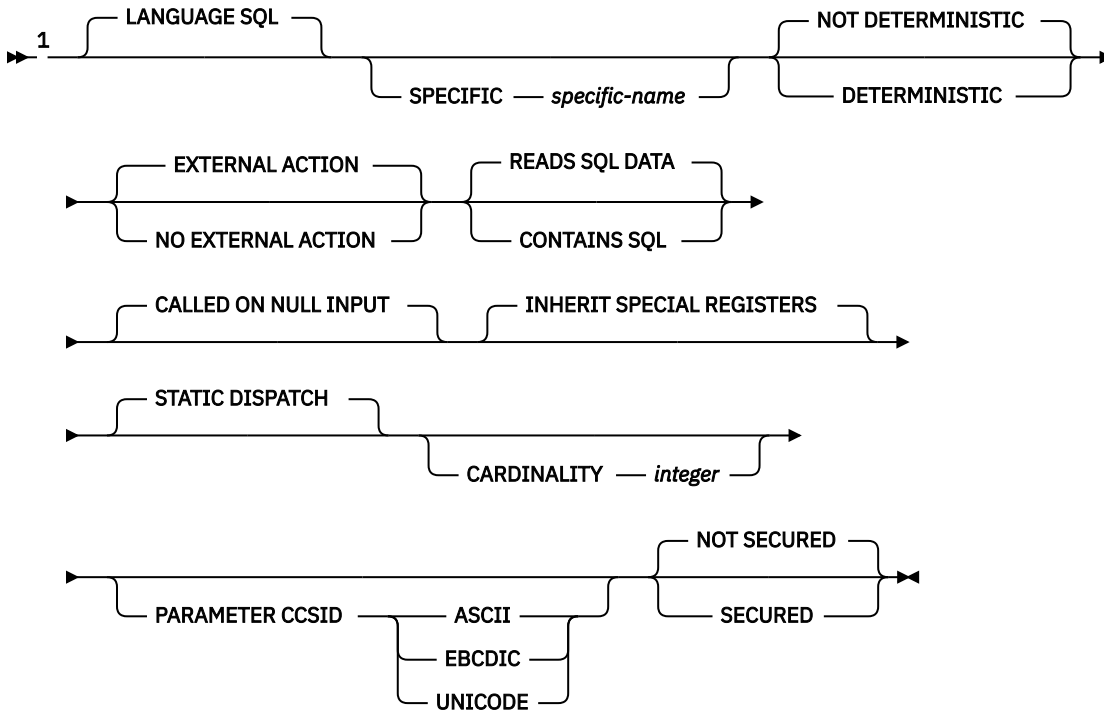 LANGUAGE SQL
NOT DETERMINISTIC
1
SPECIFIC specific-name
DETERMINISTIC
EXTERNAL ACTION
READS SQL DATA
NO EXTERNAL ACTION
CONTAINS SQL
CALLED ON NULL INPUT
INHERIT SPECIAL REGISTERS
STATIC DISPATCH
CARDINALITY integer
NOT SECURED
PARAMETER CCSID
ASCII
SECURED
EBCDIC
UNICODE